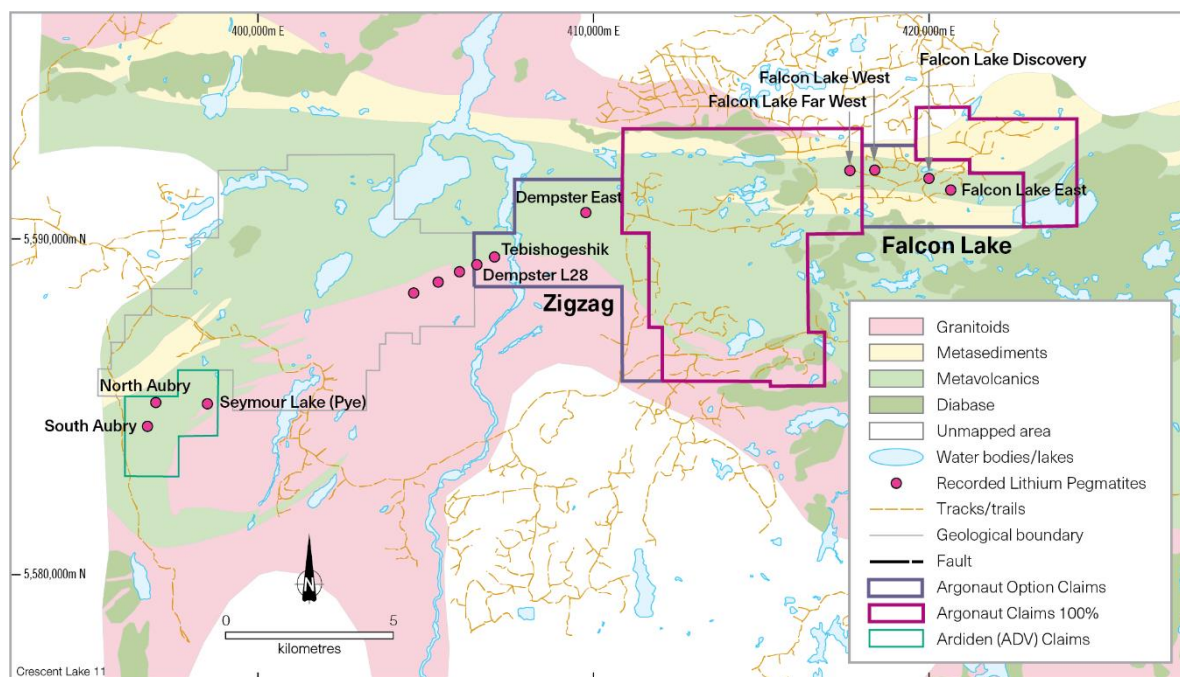 400,000m E
410,000m E
420,000m E
Falcon Lake Discovery
Falcon Lake West
Falcon Lake Far West
Falcon Lake East
Dempster East
5,590,000m N
Falcon Lake
Tebishogeshik
Dempster L28
Zigzag
North Aubry
Seymour Lake (Pye)
South Aubry
5,580,000m N
N
0
5
kilometres
Crescent Lake 11
Granitoids
Metasediments
Metavolcanics
Diabase
Unmapped area
Water bodies/lakes
Recorded Lithium Pegmatites
Tracks/trails
Geological boundary
Fault
Argonaut Option Claims
Argonaut Claims 100%
Ardiden (ADV) Claims